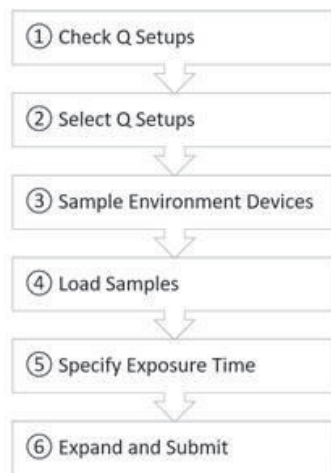 ① Check Q Setups
② Select Q Setups
③ Sample Environment Devices
④ Load Samples
⑤ Specify Exposure Time
⑥ Expand and Submit